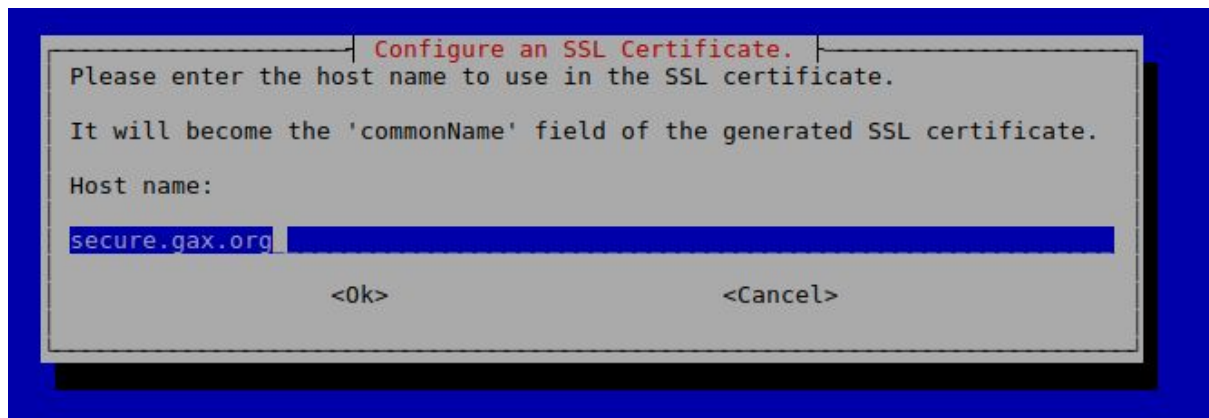 Configure an SSL Certificate.
Please enter the host name to use in the SSL certificate.
It will become the 'commonName' field of the generated SSL certificate.
Host name:
secure.gax.org
<Ok> <Cancel>